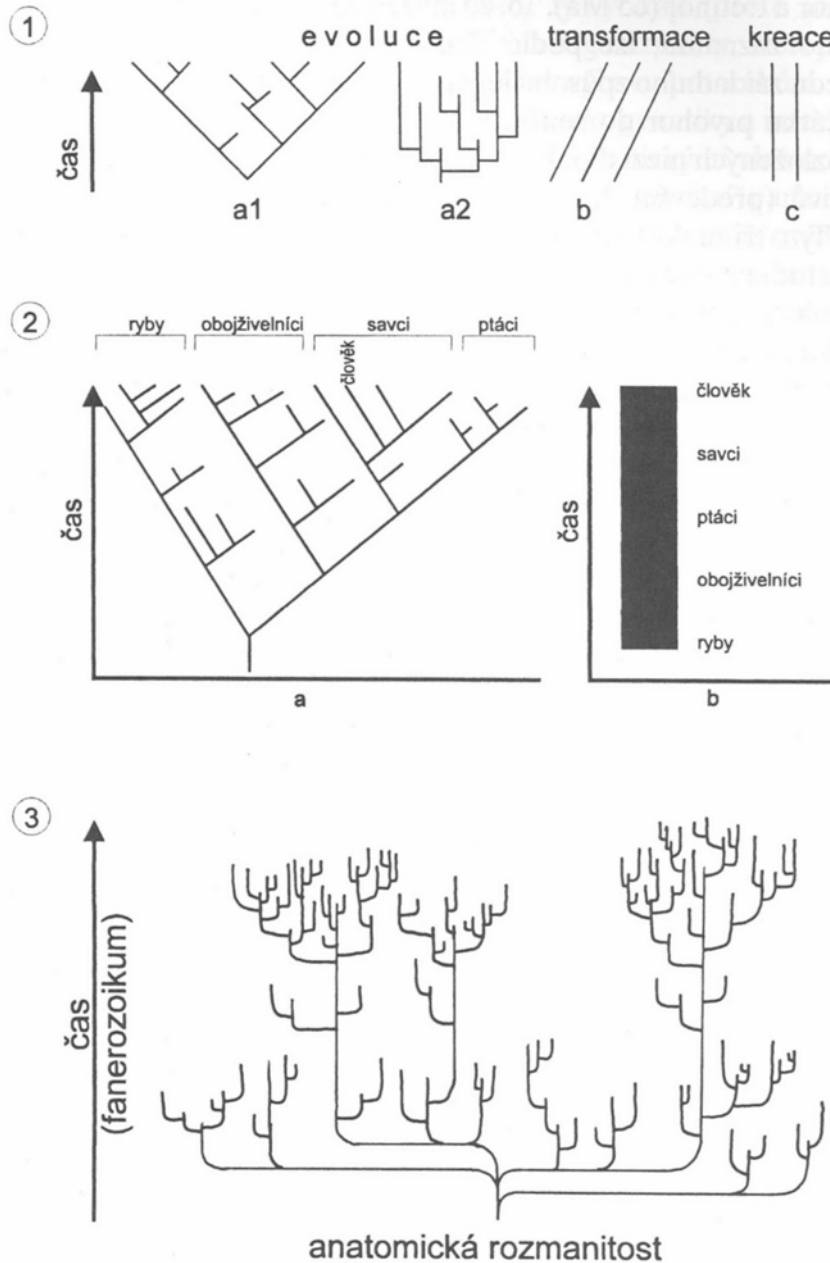 1
evoluce transformace kreace
čas
a1 a2 b c
2
ryby obojživelníci savci ptáci
člověk
čas
a
čas
člověk
savci
ptáci
obojživelníci
ryby
b
3
čas
(fanerozoikum)
anatomická rozmanitost